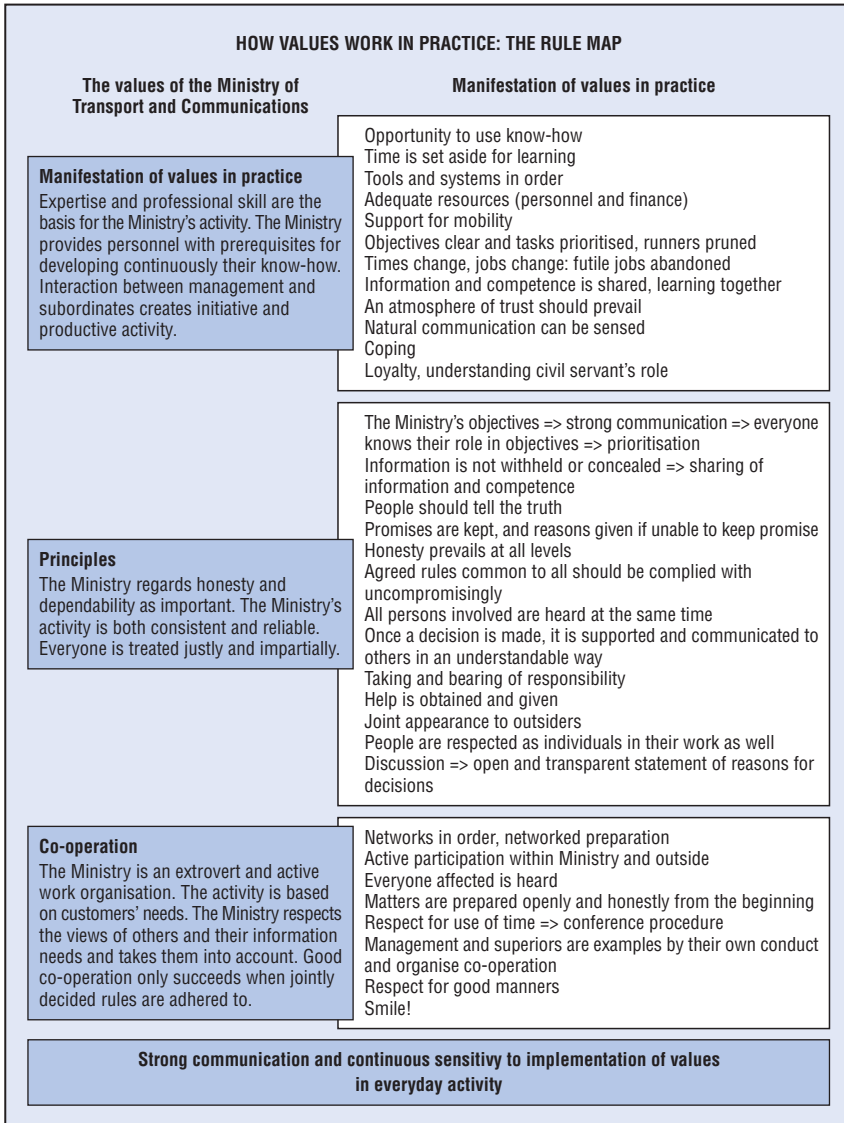 HOW VALUES WORK IN PRACTICE: THE RULE MAP
The values of the Ministry of
Transport and Communications
Manifestation of values in practice
Manifestation of values in practice
Expertise and professional skill are the
basis for the Ministry's activity. The Ministry
provides personnel with prerequisites for
developing continuously their know-how.
Interaction between management and
subordinates creates initiative and
productive activity.
Opportunity to use know-how
Time is set aside for learning
Tools and systems in order
Adequate resources (personnel and finance)
Support for mobility
Objectives clear and tasks prioritised, runners pruned
Times change, jobs change: futile jobs abandoned
Information and competence is shared, learning together
An atmosphere of trust should prevail
Natural communication can be sensed
Coping
Loyalty, understanding civil servant's role
Principles
The Ministry regards honesty and
dependability as important. The Ministry's
activity is both consistent and reliable.
Everyone is treated justly and impartially.
The Ministry's objectives => strong communication => everyone
knows their role in objectives => prioritisation
Information is not withheld or concealed => sharing of
information and competence
People should tell the truth
Promises are kept, and reasons given if unable to keep promise
Honesty prevails at all levels
Agreed rules common to all should be complied with
uncompromisingly
All persons involved are heard at the same time
Once a decision is made, it is supported and communicated to
others in an understandable way
Taking and bearing of responsibility
Help is obtained and given
Joint appearance to outsiders
People are respected as individuals in their work as well
Discussion => open and transparent statement of reasons for
decisions
Co-operation
The Ministry is an extrovert and active
work organisation. The activity is based
on customers' needs. The Ministry respects
the views of others and their information
needs and takes them into account. Good
co-operation only succeeds when jointly
decided rules are adhered to.
Networks in order, networked preparation
Active participation within Ministry and outside
Everyone affected is heard
Matters are prepared openly and honestly from the beginning
Respect for use of time => conference procedure
Management and superiors are examples by their own conduct
and organise co-operation
Respect for good manners
Smile!
Strong communication and continuous sensitivy to implementation of values
in everyday activity